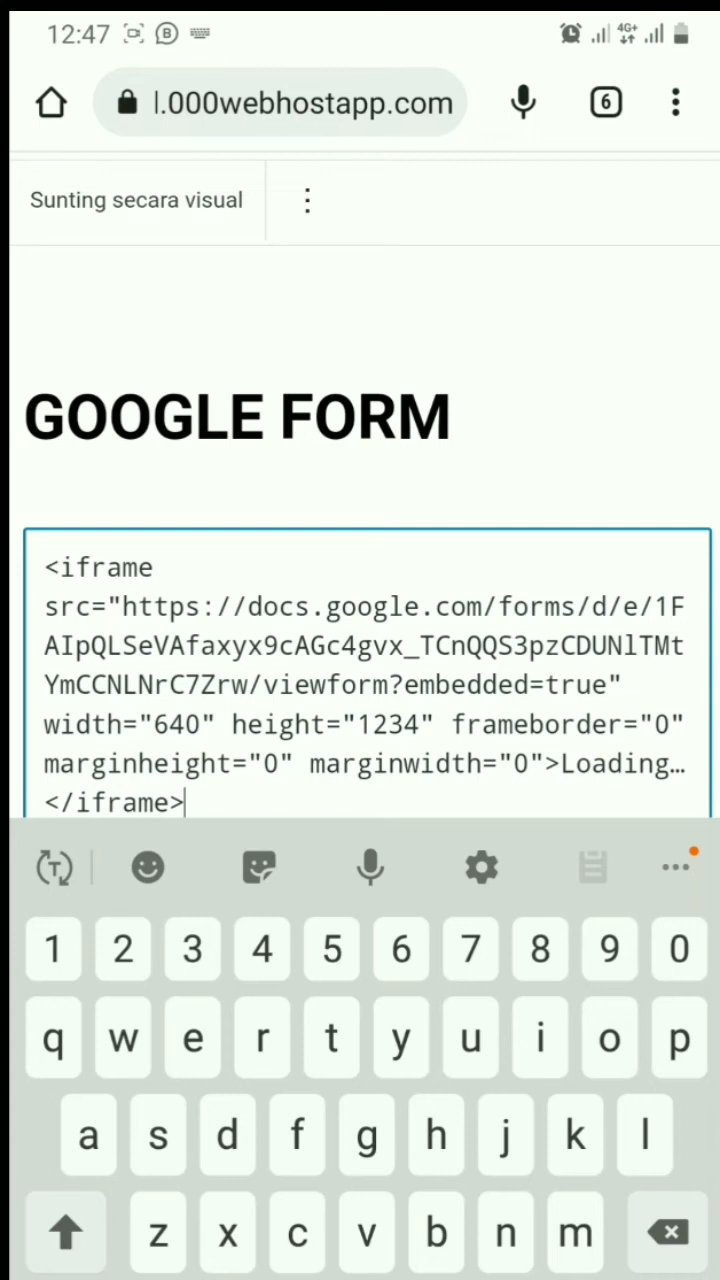 12:47
4G+
l.000webhostapp.com
6
Sunting secara visual
GOOGLE FORM
<iframe
src="https://docs.google.com/forms/d/e/1F
AIpQLSeVAfaxyx9cAGc4gvx_TCnQQS3pzCDUNlTMt
YmCCNLNrC7Zrw/viewform?embedded=true"
width="640" height="1234" frameborder="0"
marginheight="0" marginwidth="0">Loading…
</iframe>
1 2 3 4 5 6 7 8 9 0
q w e r t y u i o p
a s d f g h j k l
z x c v b n m